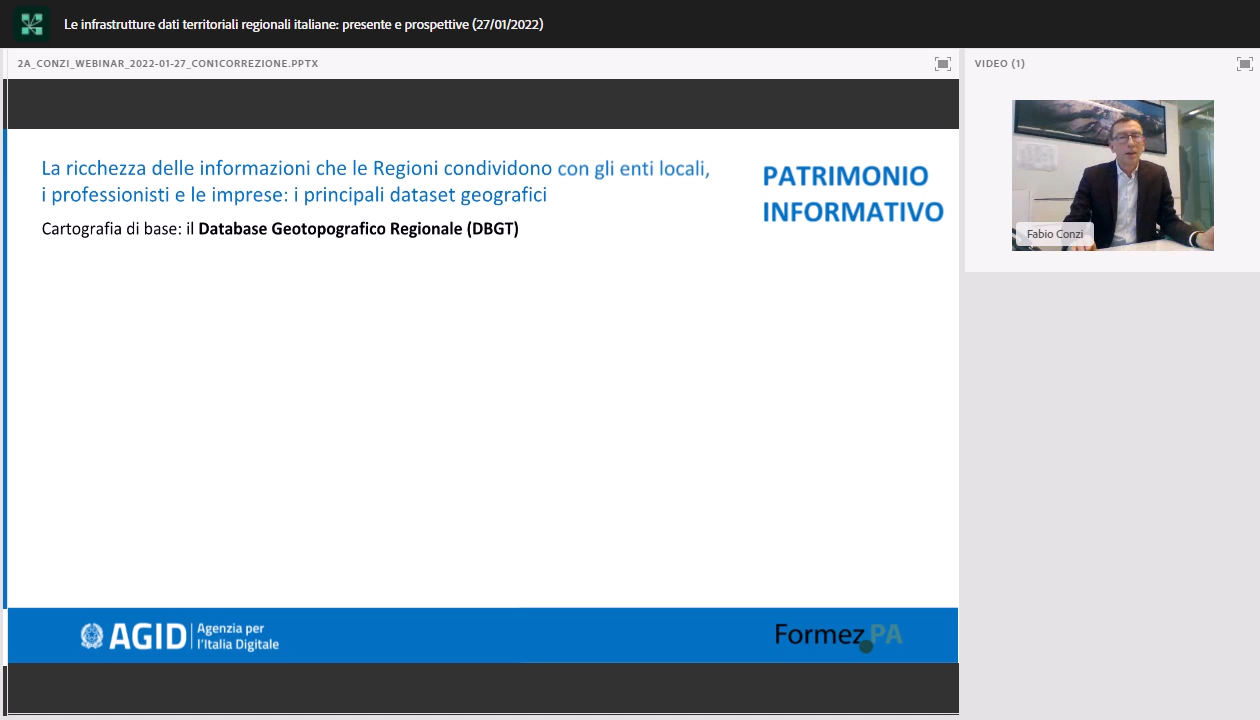 Le infrastrutture dati territoriali regionali italiane: presente e prospettive (27/01/2022)
2A_CONZI_WEBINAR_2022-01-27_CON1CORREZIONE.PPTX
VIDEO (1)
La ricchezza delle informazioni che le Regioni condividono con gli enti locali,
i professionisti e le imprese: i principali dataset geografici
Cartografia di base: il Database Geotopografico Regionale (DBGT)
PATRIMONIO
INFORMATIVO
Fabio Conzi
AGID
Agenzia per
l'Italia Digitale
Formez PA